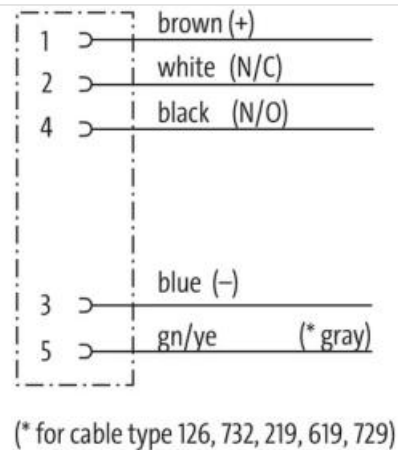 1 brown (+)
2 white (N/C)
4 black (N/O)
3 blue (–)
5 gn/ye (* gray)
(* for cable type 126, 732, 219, 619, 729)